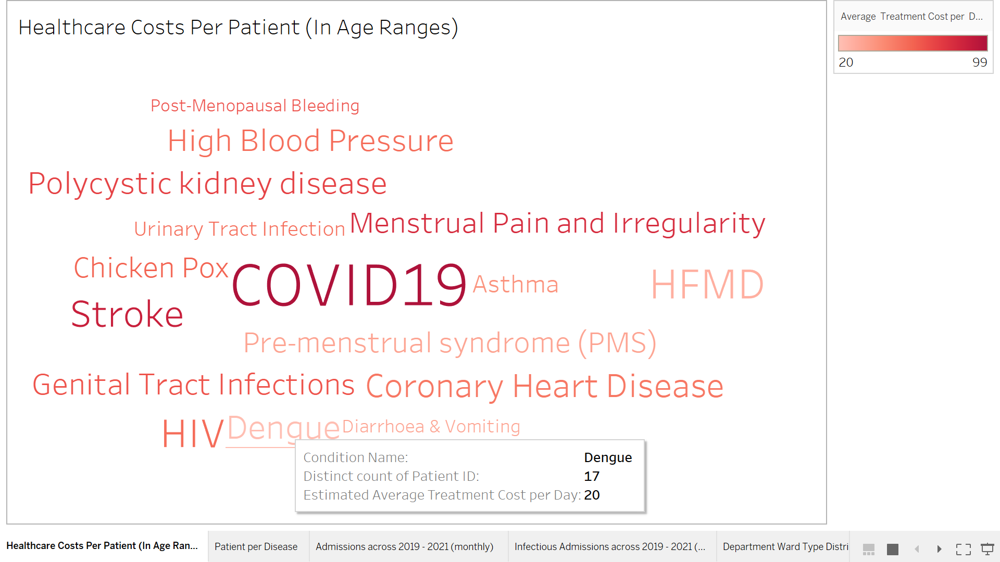 Healthcare Costs Per Patient (In Age Ranges)
Average Treatment Cost per D...
20 99
Post-Menopausal Bleeding
High Blood Pressure
Polycystic kidney disease
Urinary Tract Infection
Menstrual Pain and Irregularity
Chicken Pox
COVID19
Asthma
HFMD
Stroke
Pre-menstrual syndrome (PMS)
Genital Tract Infections
Coronary Heart Disease
HIV
Dengue
Diarrhoea & Vomiting
Condition Name: Dengue
Distinct count of Patient ID: 17
Estimated Average Treatment Cost per Day: 20
Healthcare Costs Per Patient (In Age Ran...
Patient per Disease
Admissions across 2019 - 2021 (monthly)
Infectious Admissions across 2019 - 2021 (...
Department Ward Type Distri